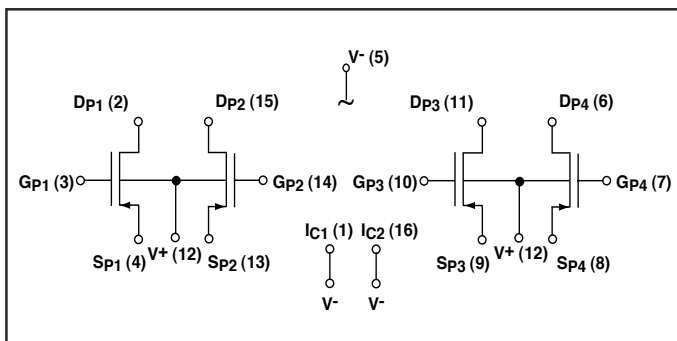 V- (5)
DP1 (2) DP2 (15) DP3 (11) DP4 (6)
GP1 (3) GP2 (14) GP3 (10) GP4 (7)
IC1 (1) IC2 (16)
SP1 (4) V+ (12) SP2 (13) SP3 (9) V+ (12) SP4 (8)
V- V-